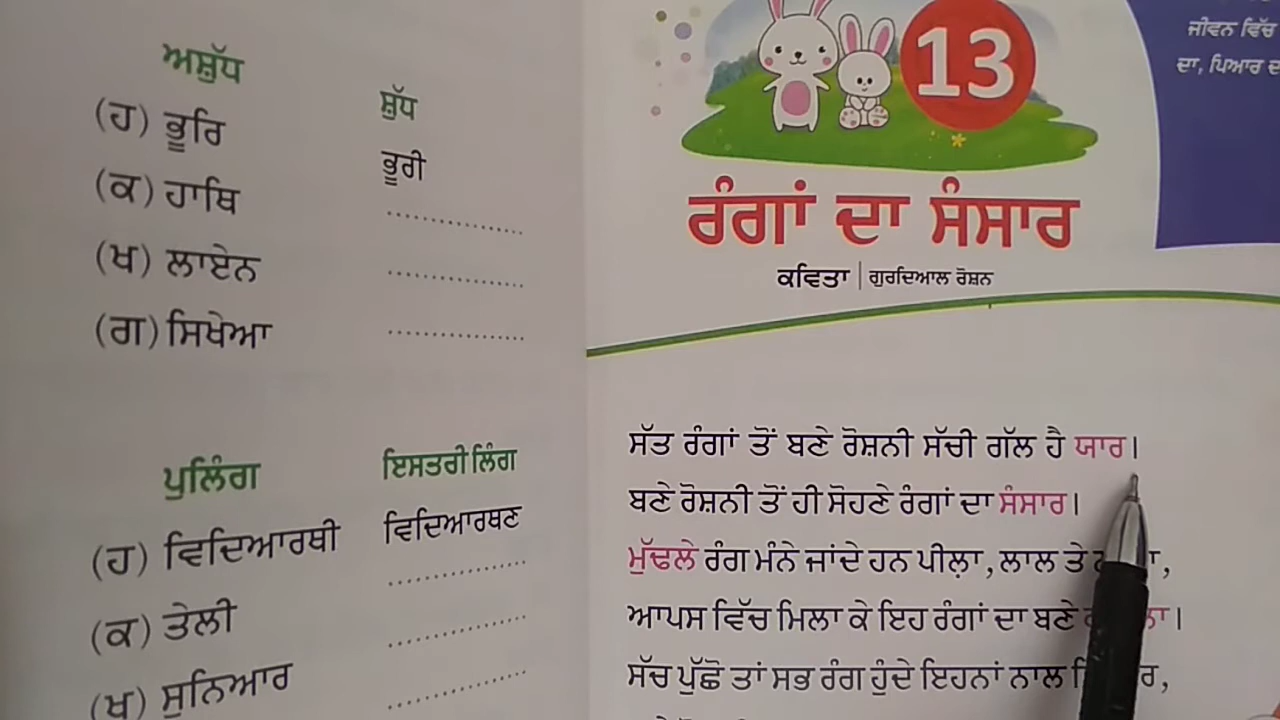 ਅਸ਼ੁੱਧ ਸ਼ੁੱਧ
(ਹ) ਭੂਰਿ ਭੂਰੀ
(ਕ) ਹਾਥਿ ..................
(ਖ) ਲਾਏਨ ..................
(ਗ) ਸਿਖੇਆ ..................
ਪੁਲਿੰਗ ਇਸਤਰੀ ਲਿੰਗ
(ਹ) ਵਿਦਿਆਰਥੀ ਵਿਦਿਆਰਥਣ
(ਕ) ਤੇਲੀ ..................
(ਖ) ਸੁਨਿਆਰ ..................
13
ਜੀਵਨ ਵਿੱਚ
ਦਾ, ਪਿਆਰ
ਰੰਗਾਂ ਦਾ ਸੰਸਾਰ
ਕਵਿਤਾ | ਗੁਰਦਿਆਲ ਰੋਸ਼ਨ
ਸੱਤ ਰੰਗਾਂ ਤੋਂ ਬਣੇ ਰੋਸ਼ਨੀ ਸੱਚੀ ਗੱਲ ਹੈ ਯਾਰ।
ਬਣੇ ਰੋਸ਼ਨੀ ਤੋਂ ਹੀ ਸੋਹਣੇ ਰੰਗਾਂ ਦਾ ਸੰਸਾਰ।
ਮੁੱਢਲੇ ਰੰਗ ਮੰਨੇ ਜਾਂਦੇ ਹਨ ਪੀਲ਼ਾ, ਲਾਲ ਤੇ
ਆਪਸ ਵਿੱਚ ਮਿਲਾ ਕੇ ਇਹ ਰੰਗਾਂ ਦਾ ਬਣੇ
ਸੱਚ ਪੁੱਛੋ ਤਾਂ ਸਭ ਰੰਗ ਹੁੰਦੇ ਇਹਨਾਂ ਨਾਲ